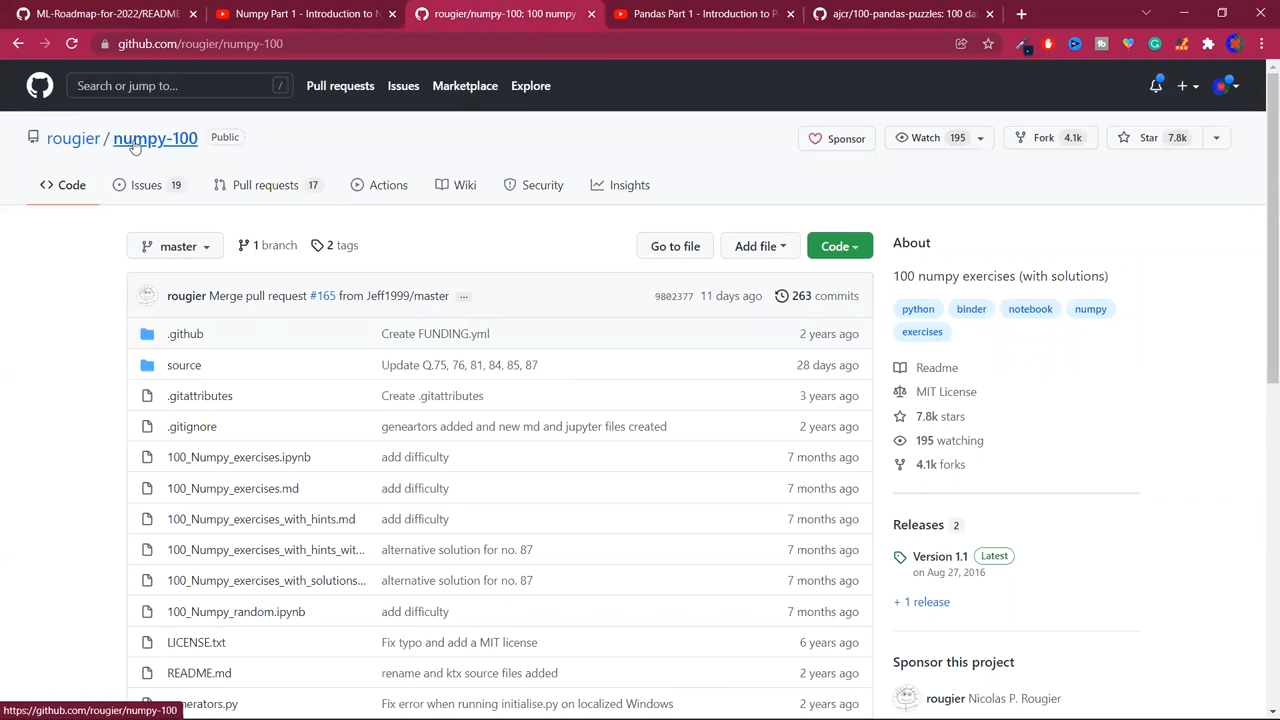 ML-Roadmap-for-2022/README
Numpy Part 1 - Introduction to N
rougier/numpy-100: 100 numpy
Pandas Part 1 - Introduction to P
ajcr/100-pandas-puzzles: 100 da
github.com/rougier/numpy-100
Search or jump to...
/
Pull requests
Issues
Marketplace
Explore
rougier / numpy-100
Public
Sponsor
Watch 195
Fork 4.1k
Star 7.8k
Code
Issues 19
Pull requests 17
Actions
Wiki
Security
Insights
master
1 branch
2 tags
Go to file
Add file
Code
About
100 numpy exercises (with solutions)
python
binder
notebook
numpy
exercises
Readme
MIT License
7.8k stars
195 watching
4.1k forks
rougier Merge pull request #165 from Jeff1999/master ...
9802377 11 days ago
263 commits
.github Create FUNDING.yml 2 years ago
source Update Q.75, 76, 81, 84, 85, 87 28 days ago
.gitattributes Create .gitattributes 3 years ago
.gitignore geneartors added and new md and jupyter files created 2 years ago
100_Numpy_exercises.ipynb add difficulty 7 months ago
100_Numpy_exercises.md add difficulty 7 months ago
100_Numpy_exercises_with_hints.md add difficulty 7 months ago
100_Numpy_exercises_with_hints_wit... alternative solution for no. 87 7 months ago
100_Numpy_exercises_with_solutions... alternative solution for no. 87 7 months ago
100_Numpy_random.ipynb add difficulty 7 months ago
LICENSE.txt Fix typo and add a MIT license 6 years ago
README.md rename and ktx source files added 2 years ago
nerators.py Fix error when running initialise.py on localized Windows 2 years ago
Releases 2
Version 1.1 Latest
on Aug 27, 2016
+ 1 release
Sponsor this project
rougier Nicolas P. Rougier
https://github.com/rougier/numpy-100